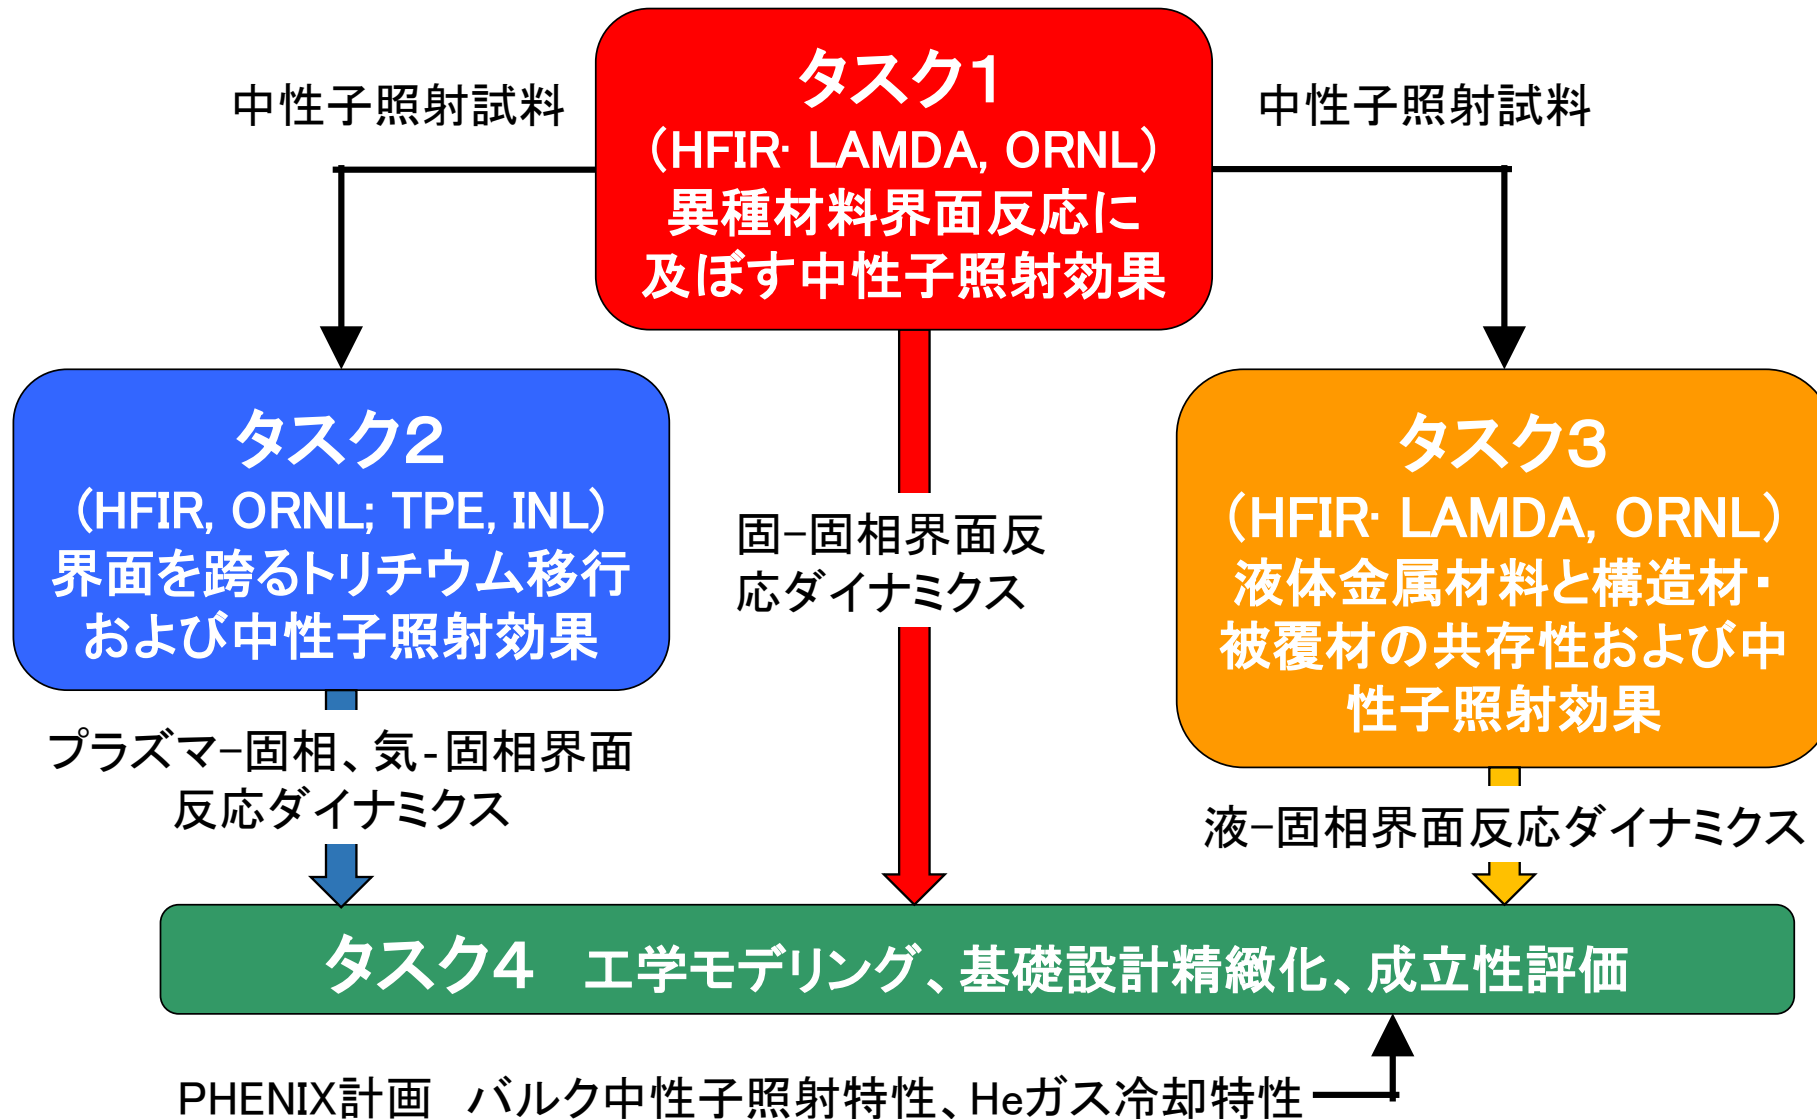 タスク1
(HFIR· LAMDA, ORNL)
異種材料界面反応に
及ぼす中性子照射効果
中性子照射試料
中性子照射試料
タスク2
(HFIR, ORNL; TPE, INL)
界面を跨るトリチウム移行
および中性子照射効果
固−固相界面反
応ダイナミクス
タスク3
(HFIR· LAMDA, ORNL)
液体金属材料と構造材・
被覆材の共存性および中
性子照射効果
プラズマ−固相、気-固相界面
反応ダイナミクス
液−固相界面反応ダイナミクス
タスク4　工学モデリング、基礎設計精緻化、成立性評価
PHENIX計画　バルク中性子照射特性、Heガス冷却特性